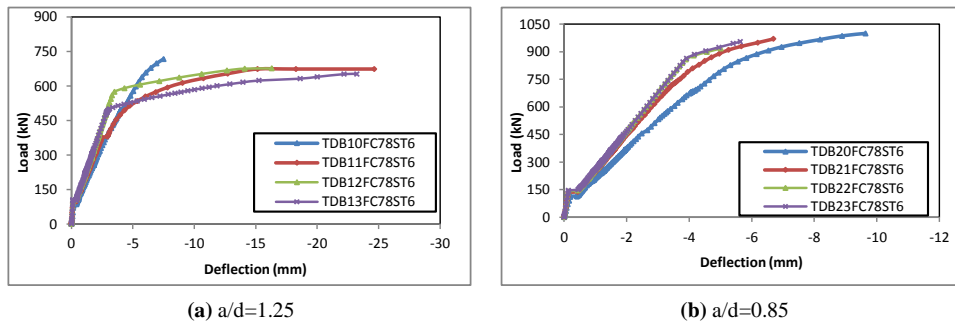 900
750
600
450
300
150
0
Load (kN)
0
-5
-10
-15
-20
-25
-30
Deflection (mm)
TDB10FC78ST6
TDB11FC78ST6
TDB12FC78ST6
TDB13FC78ST6
(a) a/d=1.25
1050
900
750
600
450
300
150
0
Load (kN)
0
-2
-4
-6
-8
-10
-12
Deflection (mm)
TDB20FC78ST6
TDB21FC78ST6
TDB22FC78ST6
TDB23FC78ST6
(b) a/d=0.85